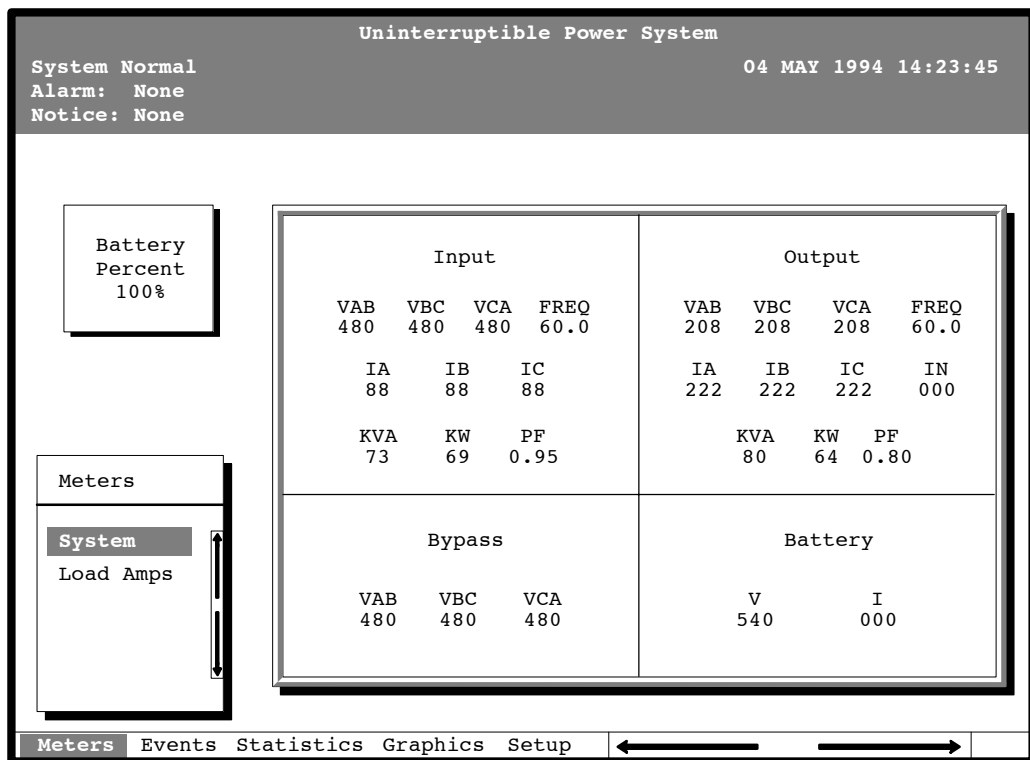 Uninterruptible Power System
System Normal 04 MAY 1994 14:23:45
Alarm: None
Notice: None
Battery
Percent
100%
Meters
System
Load Amps
Input
VAB VBC VCA FREQ
480 480 480 60.0
IA IB IC
88 88 88
KVA KW PF
73 69 0.95
Output
VAB VBC VCA FREQ
208 208 208 60.0
IA IB IC IN
222 222 222 000
KVA KW PF
80 64 0.80
Bypass
VAB VBC VCA
480 480 480
Battery
V I
540 000
Meters Events Statistics Graphics Setup